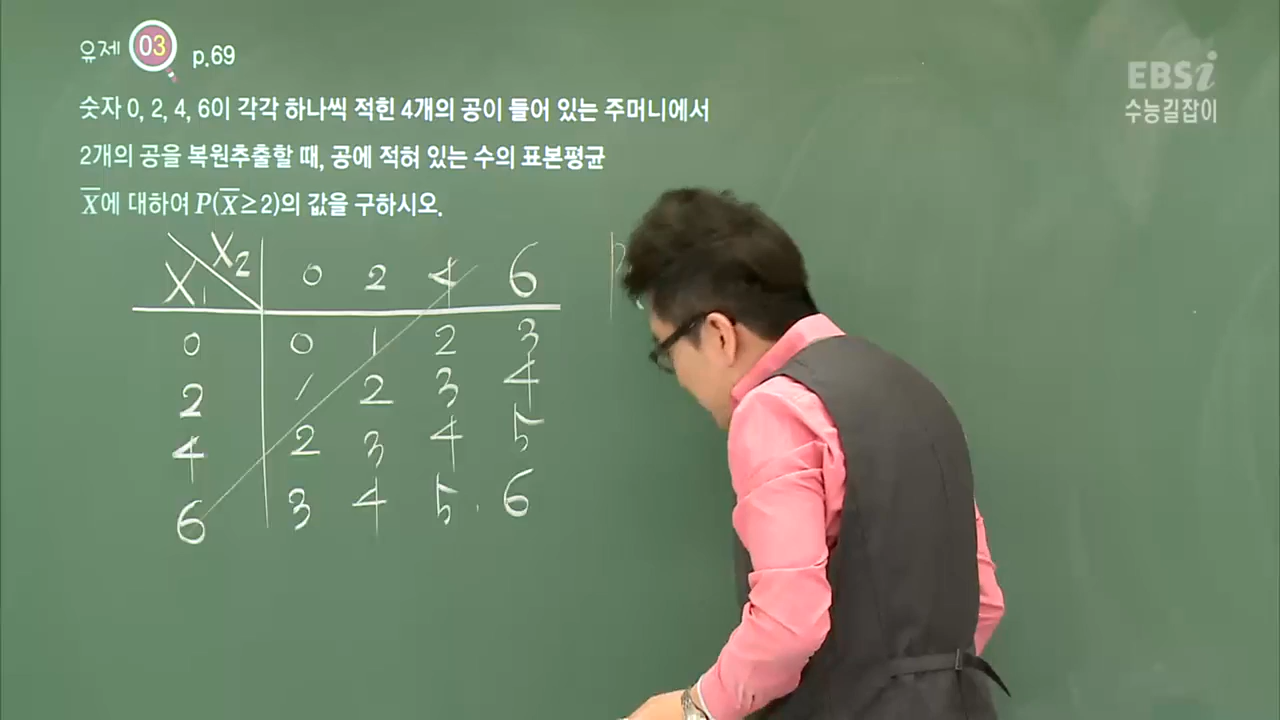 유제 03 p.69
EBSi
수능길잡이
숫자 0, 2, 4, 6이 각각 하나씩 적힌 4개의 공이 들어 있는 주머니에서
2개의 공을 복원추출할 때, 공에 적혀 있는 수의 표본평균
X̅에 대하여 P(X̅≥2)의 값을 구하시오.
X₁ X₂ 0 2 4 6
0 0 1 2 3
2 1 2 3 4
4 2 3 4 5
6 3 4 5 6